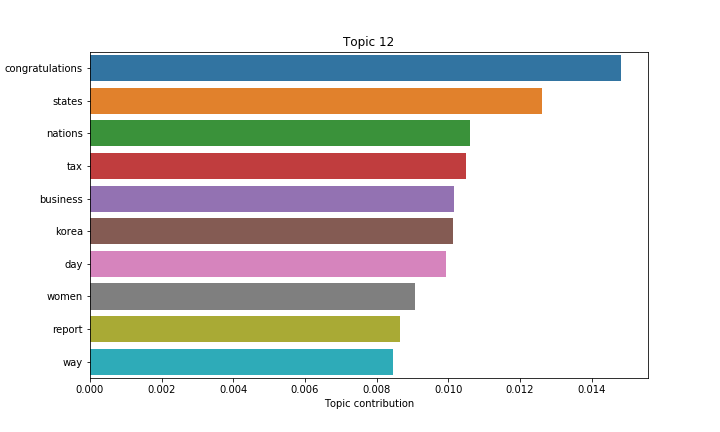 Topic 12
congratulations
states
nations
tax
business
korea
day
women
report
way
0.000 0.002 0.004 0.006 0.008 0.010 0.012 0.014
Topic contribution